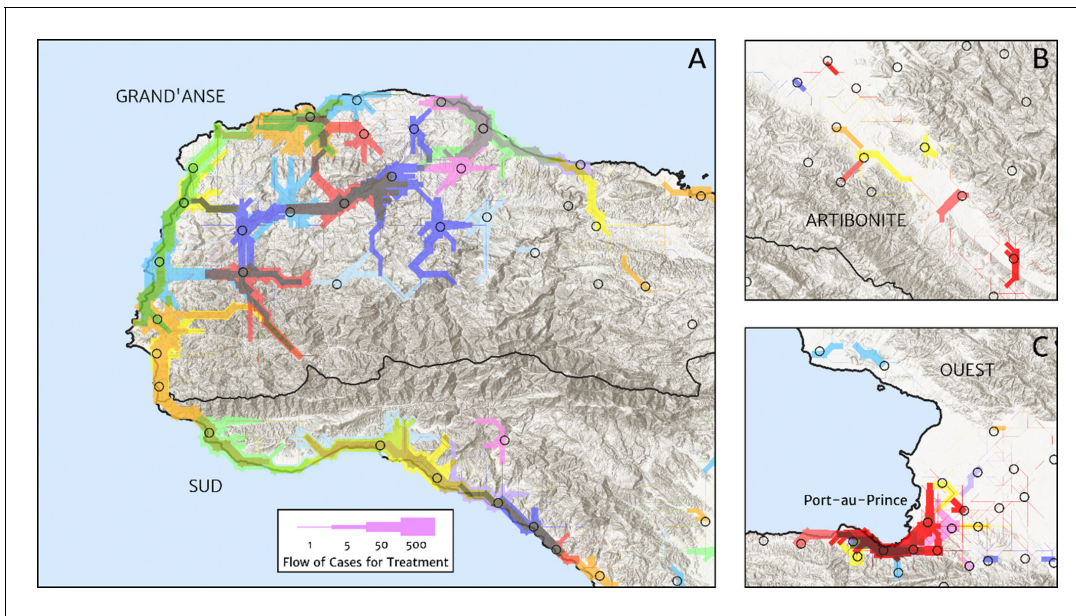 A
GRAND'ANSE
SUD
1 5 50 500
Flow of Cases for Treatment
B
ARTIBONITE
C
OUEST
Port-au-Prince